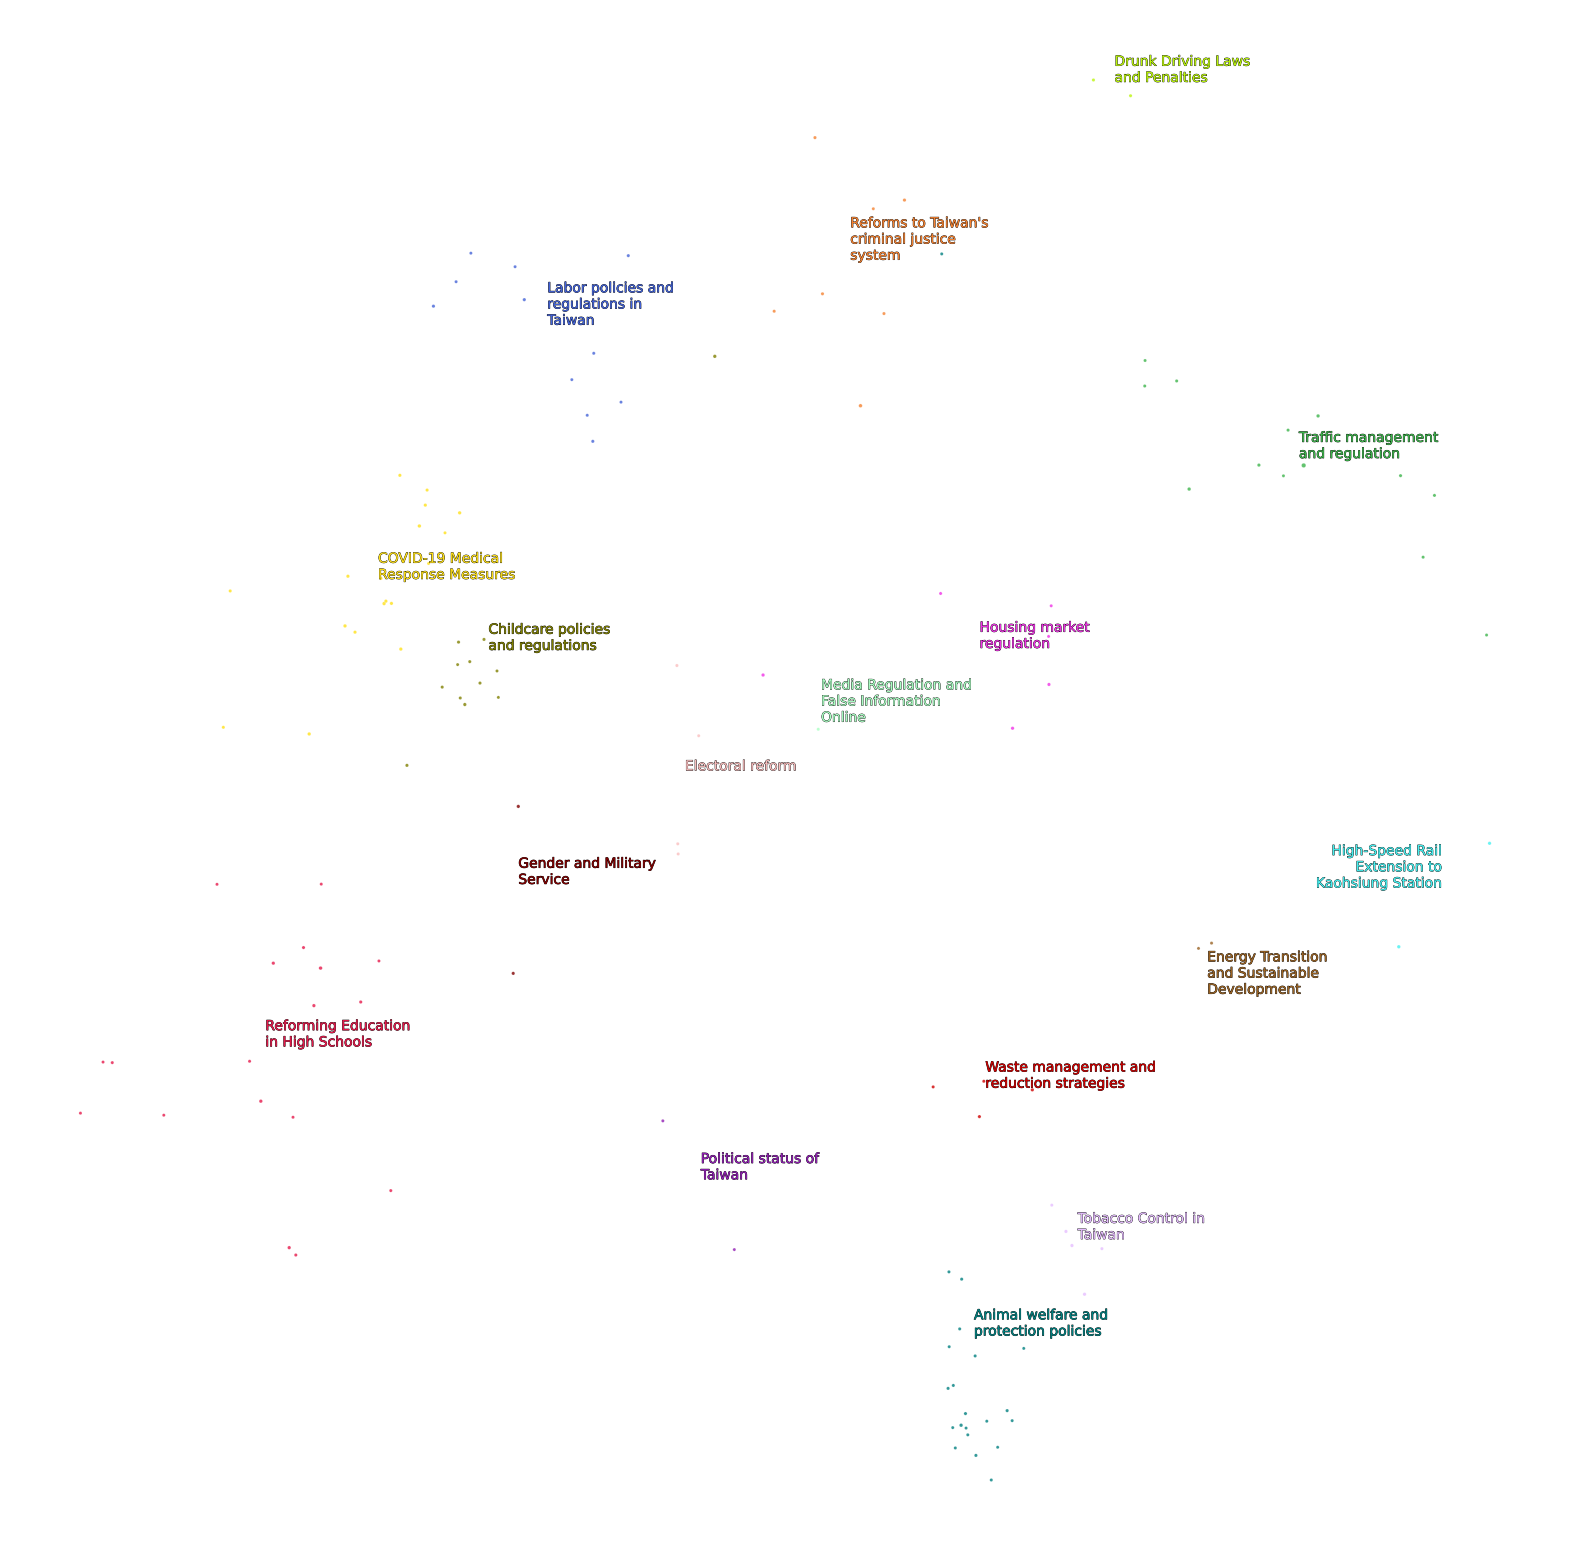 Drunk Driving Laws
and Penalties
Reforms to Taiwan's
criminal justice
system
Labor policies and
regulations in
Taiwan
Traffic management
and regulation
COVID-19 Medical
Response Measures
Childcare policies
and regulations
Housing market
regulation
Media Regulation and
False Information
Online
Electoral reform
Gender and Military
Service
High-Speed Rail
Extension to
Kaohsiung Station
Energy Transition
and Sustainable
Development
Reforming Education
in High Schools
Waste management and
reduction strategies
Political status of
Taiwan
Tobacco Control in
Taiwan
Animal welfare and
protection policies